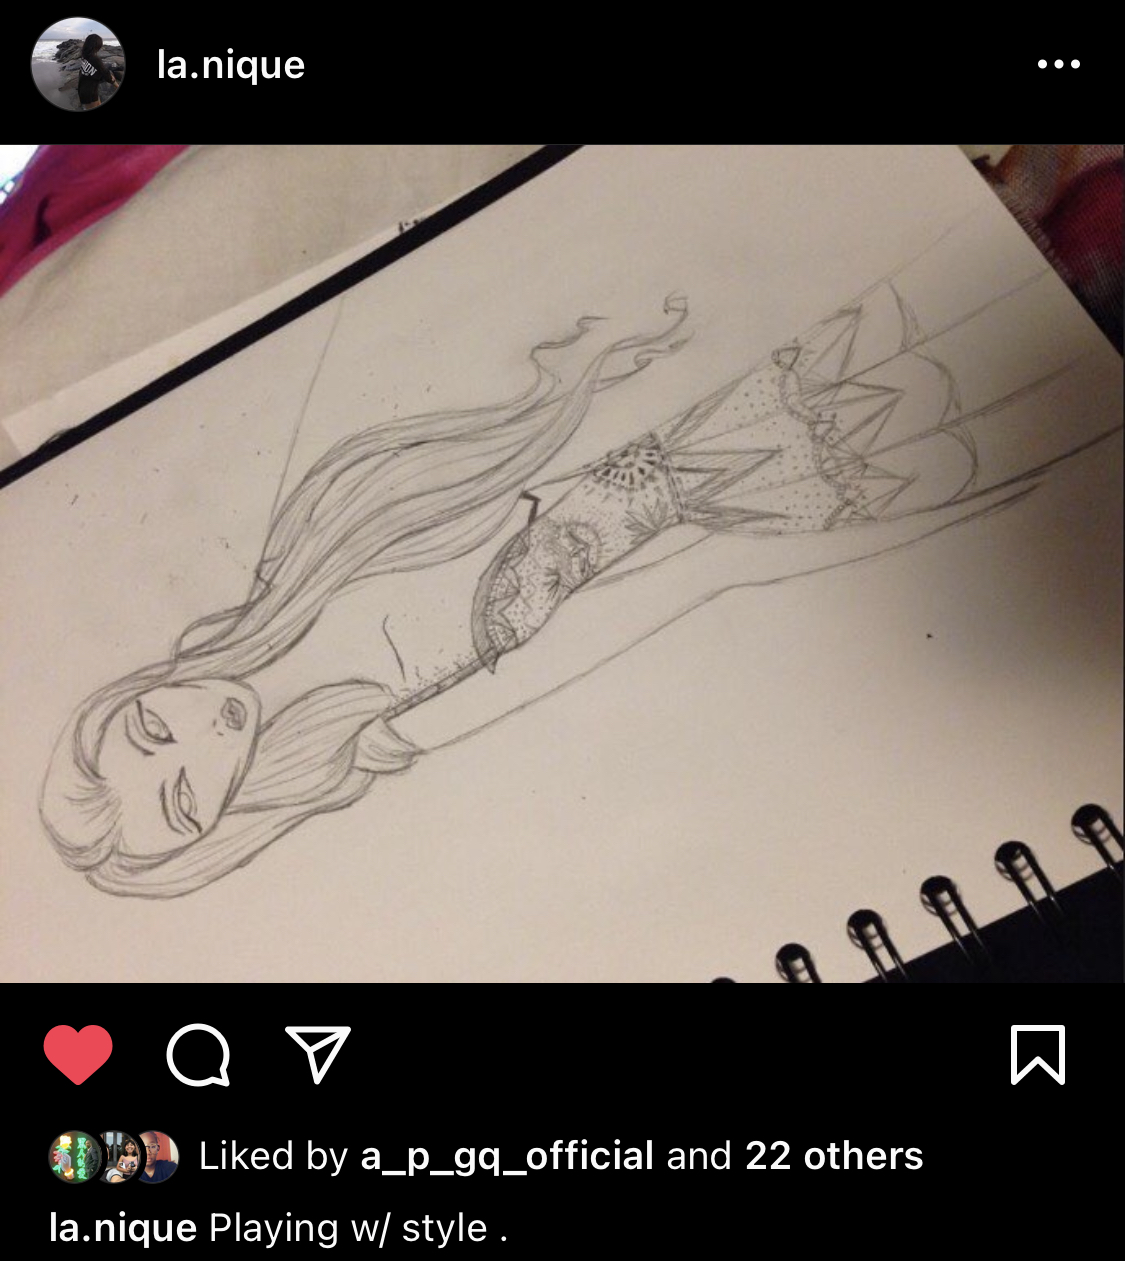 la.nique
Liked by a_p_gq_official and 22 others
la.nique Playing w/ style .